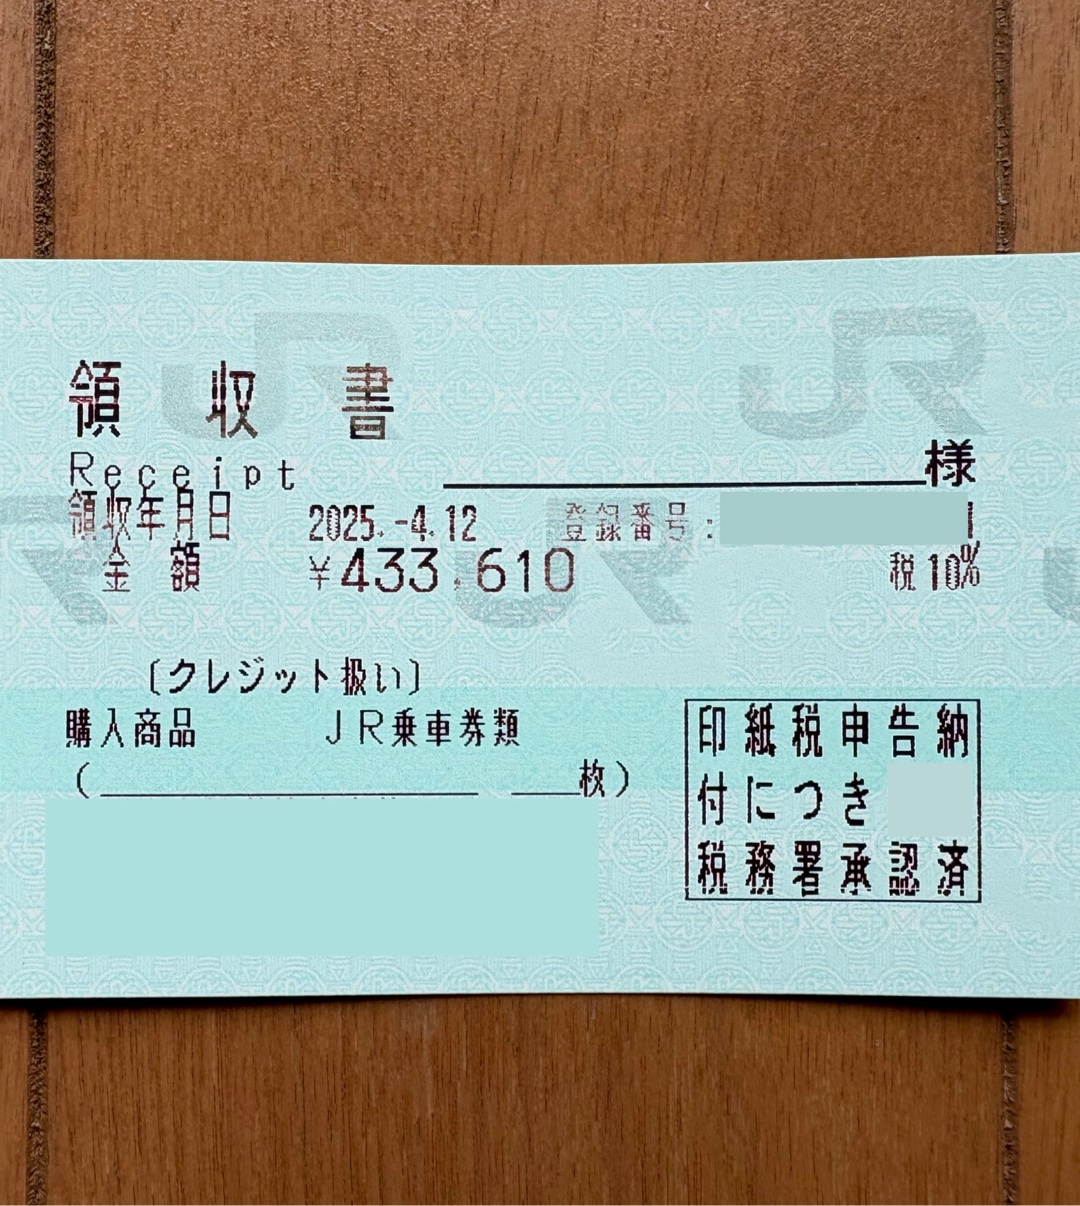 領収書
Receipt
様
領収年月日 2025.-4.12 登録番号:
金額 ¥433,610 税10%
〔クレジット扱い〕
購入商品 JR乗車券類
( 枚)
印紙税申告納
付につき
税務署承認済
JR
JR
JR